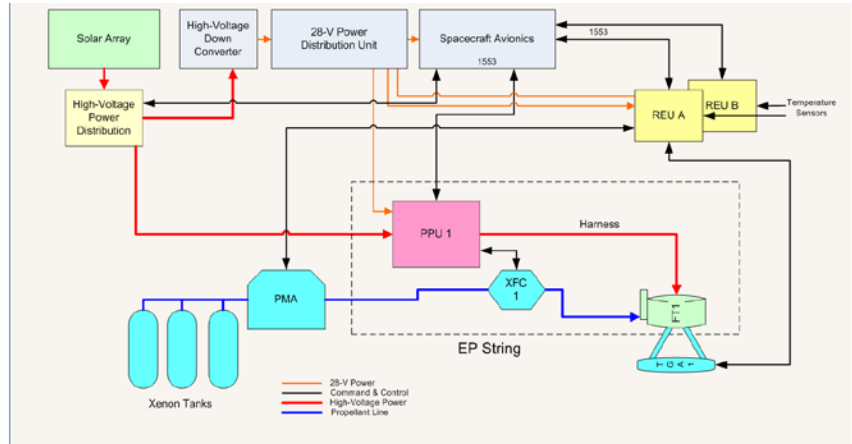 Solar Array
High-Voltage
Down
Converter
28-V Power
Distribution Unit
Spacecraft Avionics
1553
1553
High-Voltage
Power
Distribution
REU A
REU B
Temperature
Sensors
PPU 1
Harness
XFC
1
PMA
FT1
TGA1
EP String
Xenon Tanks
28-V Power
Command & Control
High-Voltage Power
Propellant Line